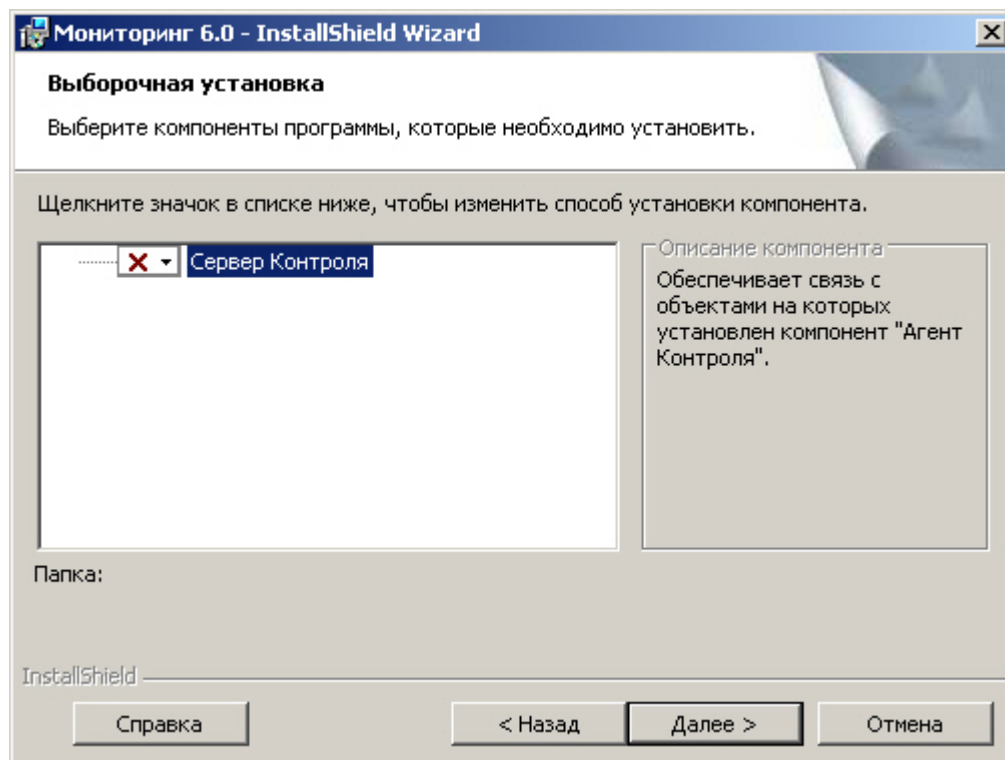 Мониторинг 6.0 - InstallShield Wizard
Выборочная установка
Выберите компоненты программы, которые необходимо установить.
Щелкните значок в списке ниже, чтобы изменить способ установки компонента.
Сервер Контроля
Описание компонента
Обеспечивает связь с
объектами на которых
установлен компонент "Агент
Контроля".
Папка:
InstallShield
Справка
< Назад
Далее >
Отмена